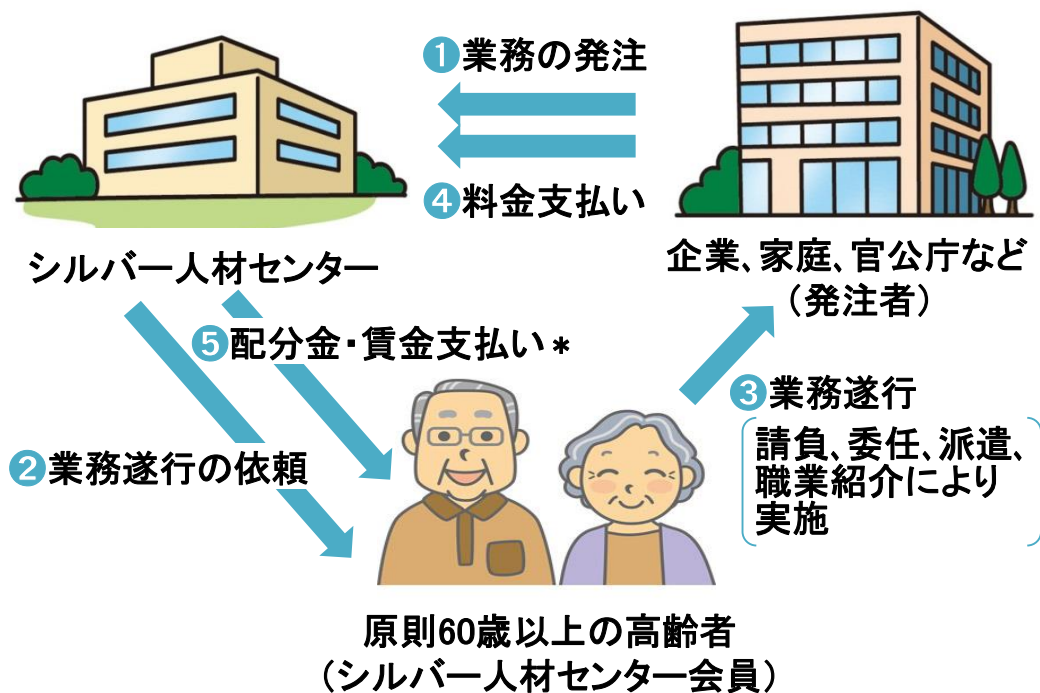 ❶業務の発注
❹料金支払い
シルバー人材センター
企業、家庭、官公庁など
（発注者）
❺配分金・賃金支払い＊
❸業務遂行
請負、委任、派遣、
職業紹介により
実施
❷業務遂行の依頼
原則60歳以上の高齢者
（シルバー人材センター会員）